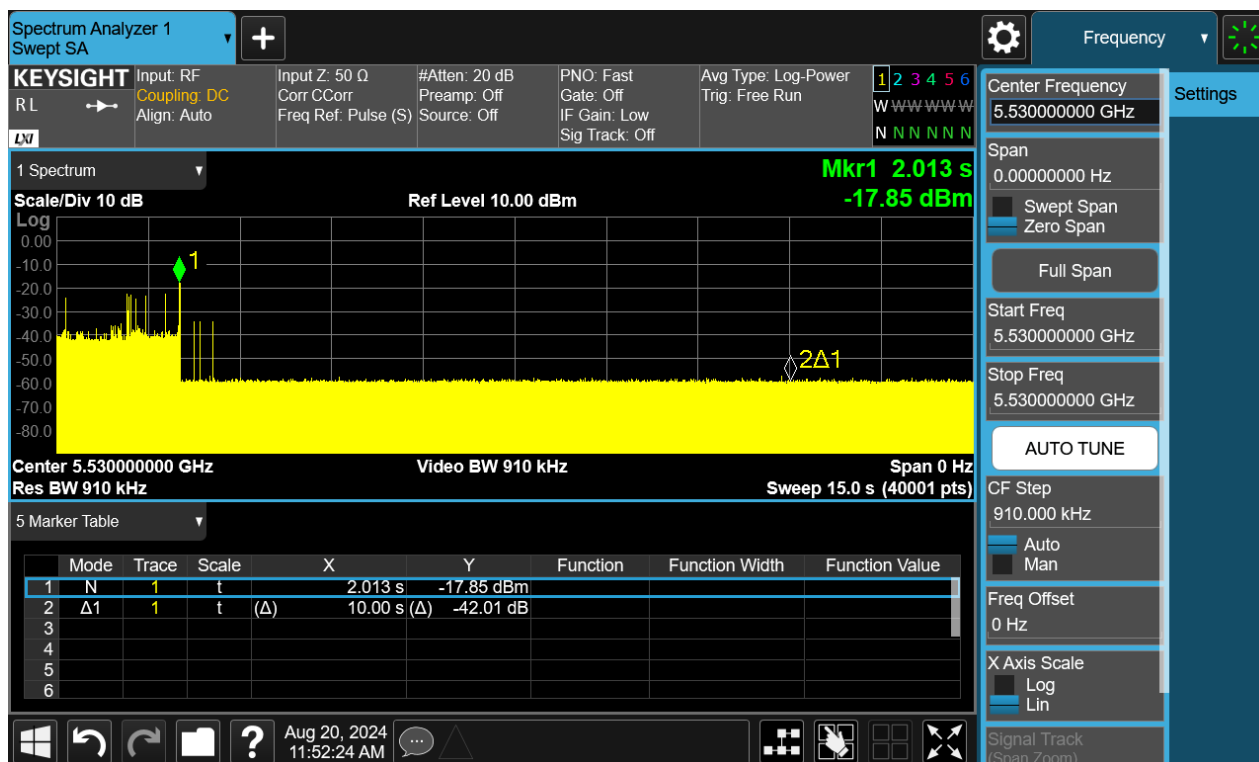 Spectrum Analyzer 1
Swept SA
Frequency
KEYSIGHT
R L
LXI
Input: RF
Coupling: DC
Align: Auto
Input Z: 50 Ω
Corr CCorr
Freq Ref: Pulse (S)
#Atten: 20 dB
Preamp: Off
Source: Off
PNO: Fast
Gate: Off
IF Gain: Low
Sig Track: Off
Avg Type: Log-Power
Trig: Free Run
1 2 3 4 5 6
W W W W W W
N N N N N N
1 Spectrum
Mkr1 2.013 s
-17.85 dBm
Scale/Div 10 dB
Ref Level 10.00 dBm
Log
0.00
-10.0
-20.0
-30.0
-40.0
-50.0
-60.0
-70.0
-80.0
1
2Δ1
Center 5.530000000 GHz
Video BW 910 kHz
Span 0 Hz
Res BW 910 kHz
Sweep 15.0 s (40001 pts)
5 Marker Table
Mode Trace Scale X Y Function Function Width Function Value
1 N 1 t 2.013 s -17.85 dBm
2 Δ1 1 t (Δ) 10.00 s (Δ) -42.01 dB
3
4
5
6
Aug 20, 2024
11:52:24 AM
Center Frequency
5.530000000 GHz
Settings
Span
0.00000000 Hz
Swept Span
Zero Span
Full Span
Start Freq
5.530000000 GHz
Stop Freq
5.530000000 GHz
AUTO TUNE
CF Step
910.000 kHz
Auto
Man
Freq Offset
0 Hz
X Axis Scale
Log
Lin
Signal Track
(Span Zoom)